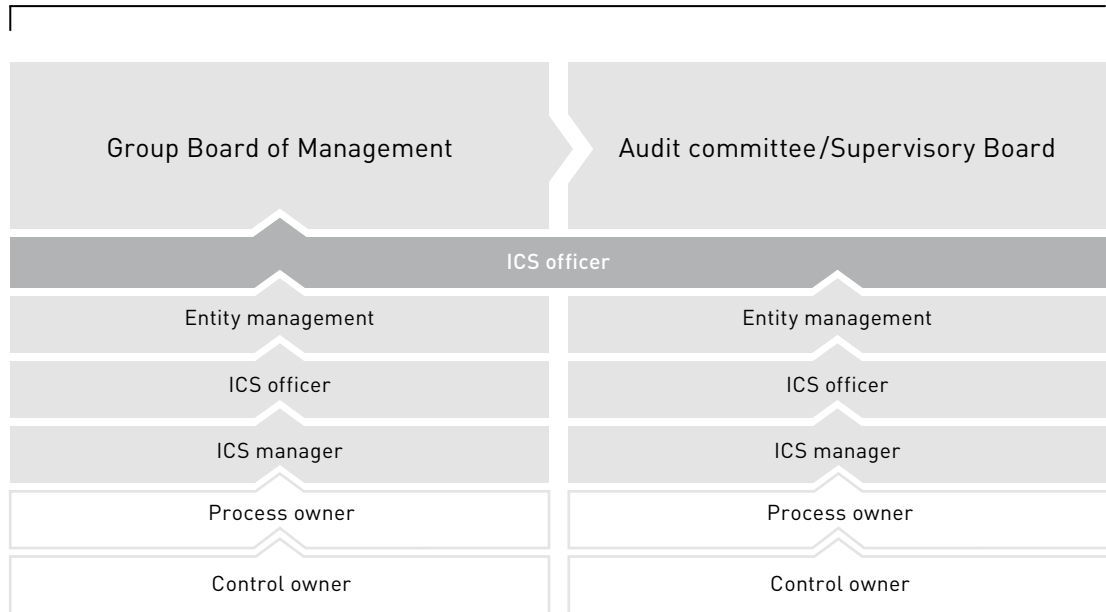 Group Board of Management
Audit committee/Supervisory Board
ICS officer
Entity management
Entity management
ICS officer
ICS officer
ICS manager
ICS manager
Process owner
Process owner
Control owner
Control owner